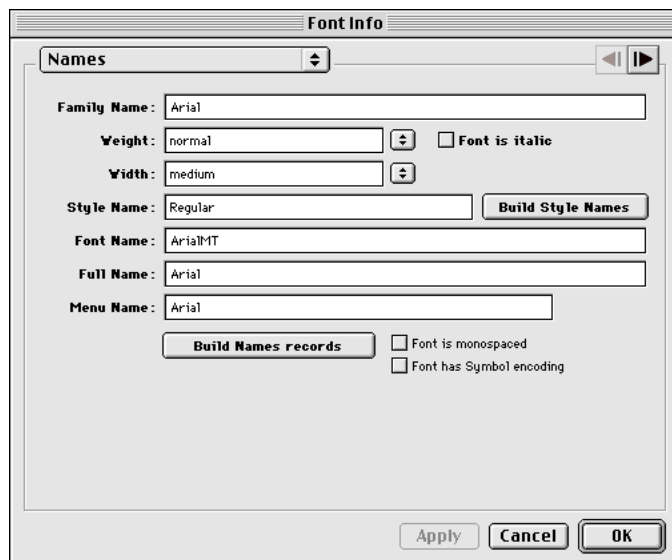 Font Info
Names
Family Name: Arial
Weight: normal Font is italic
Width: medium
Style Name: Regular Build Style Names
Font Name: ArialMT
Full Name: Arial
Menu Name: Arial
Build Names records Font is monospaced
Font has Symbol encoding
Apply Cancel OK